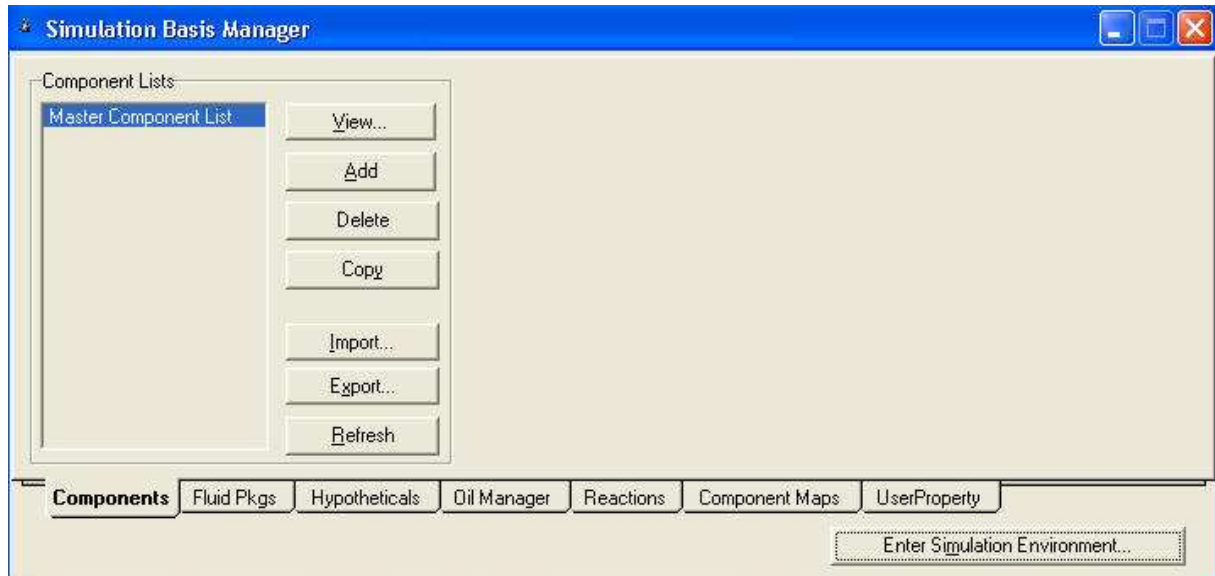 Simulation Basis Manager
Component Lists
Master Component List
View...
Add
Delete
Copy
Import...
Export...
Refresh
Components
Fluid Pkgs
Hypotheticals
Oil Manager
Reactions
Component Maps
UserProperty
Enter Simulation Environment...